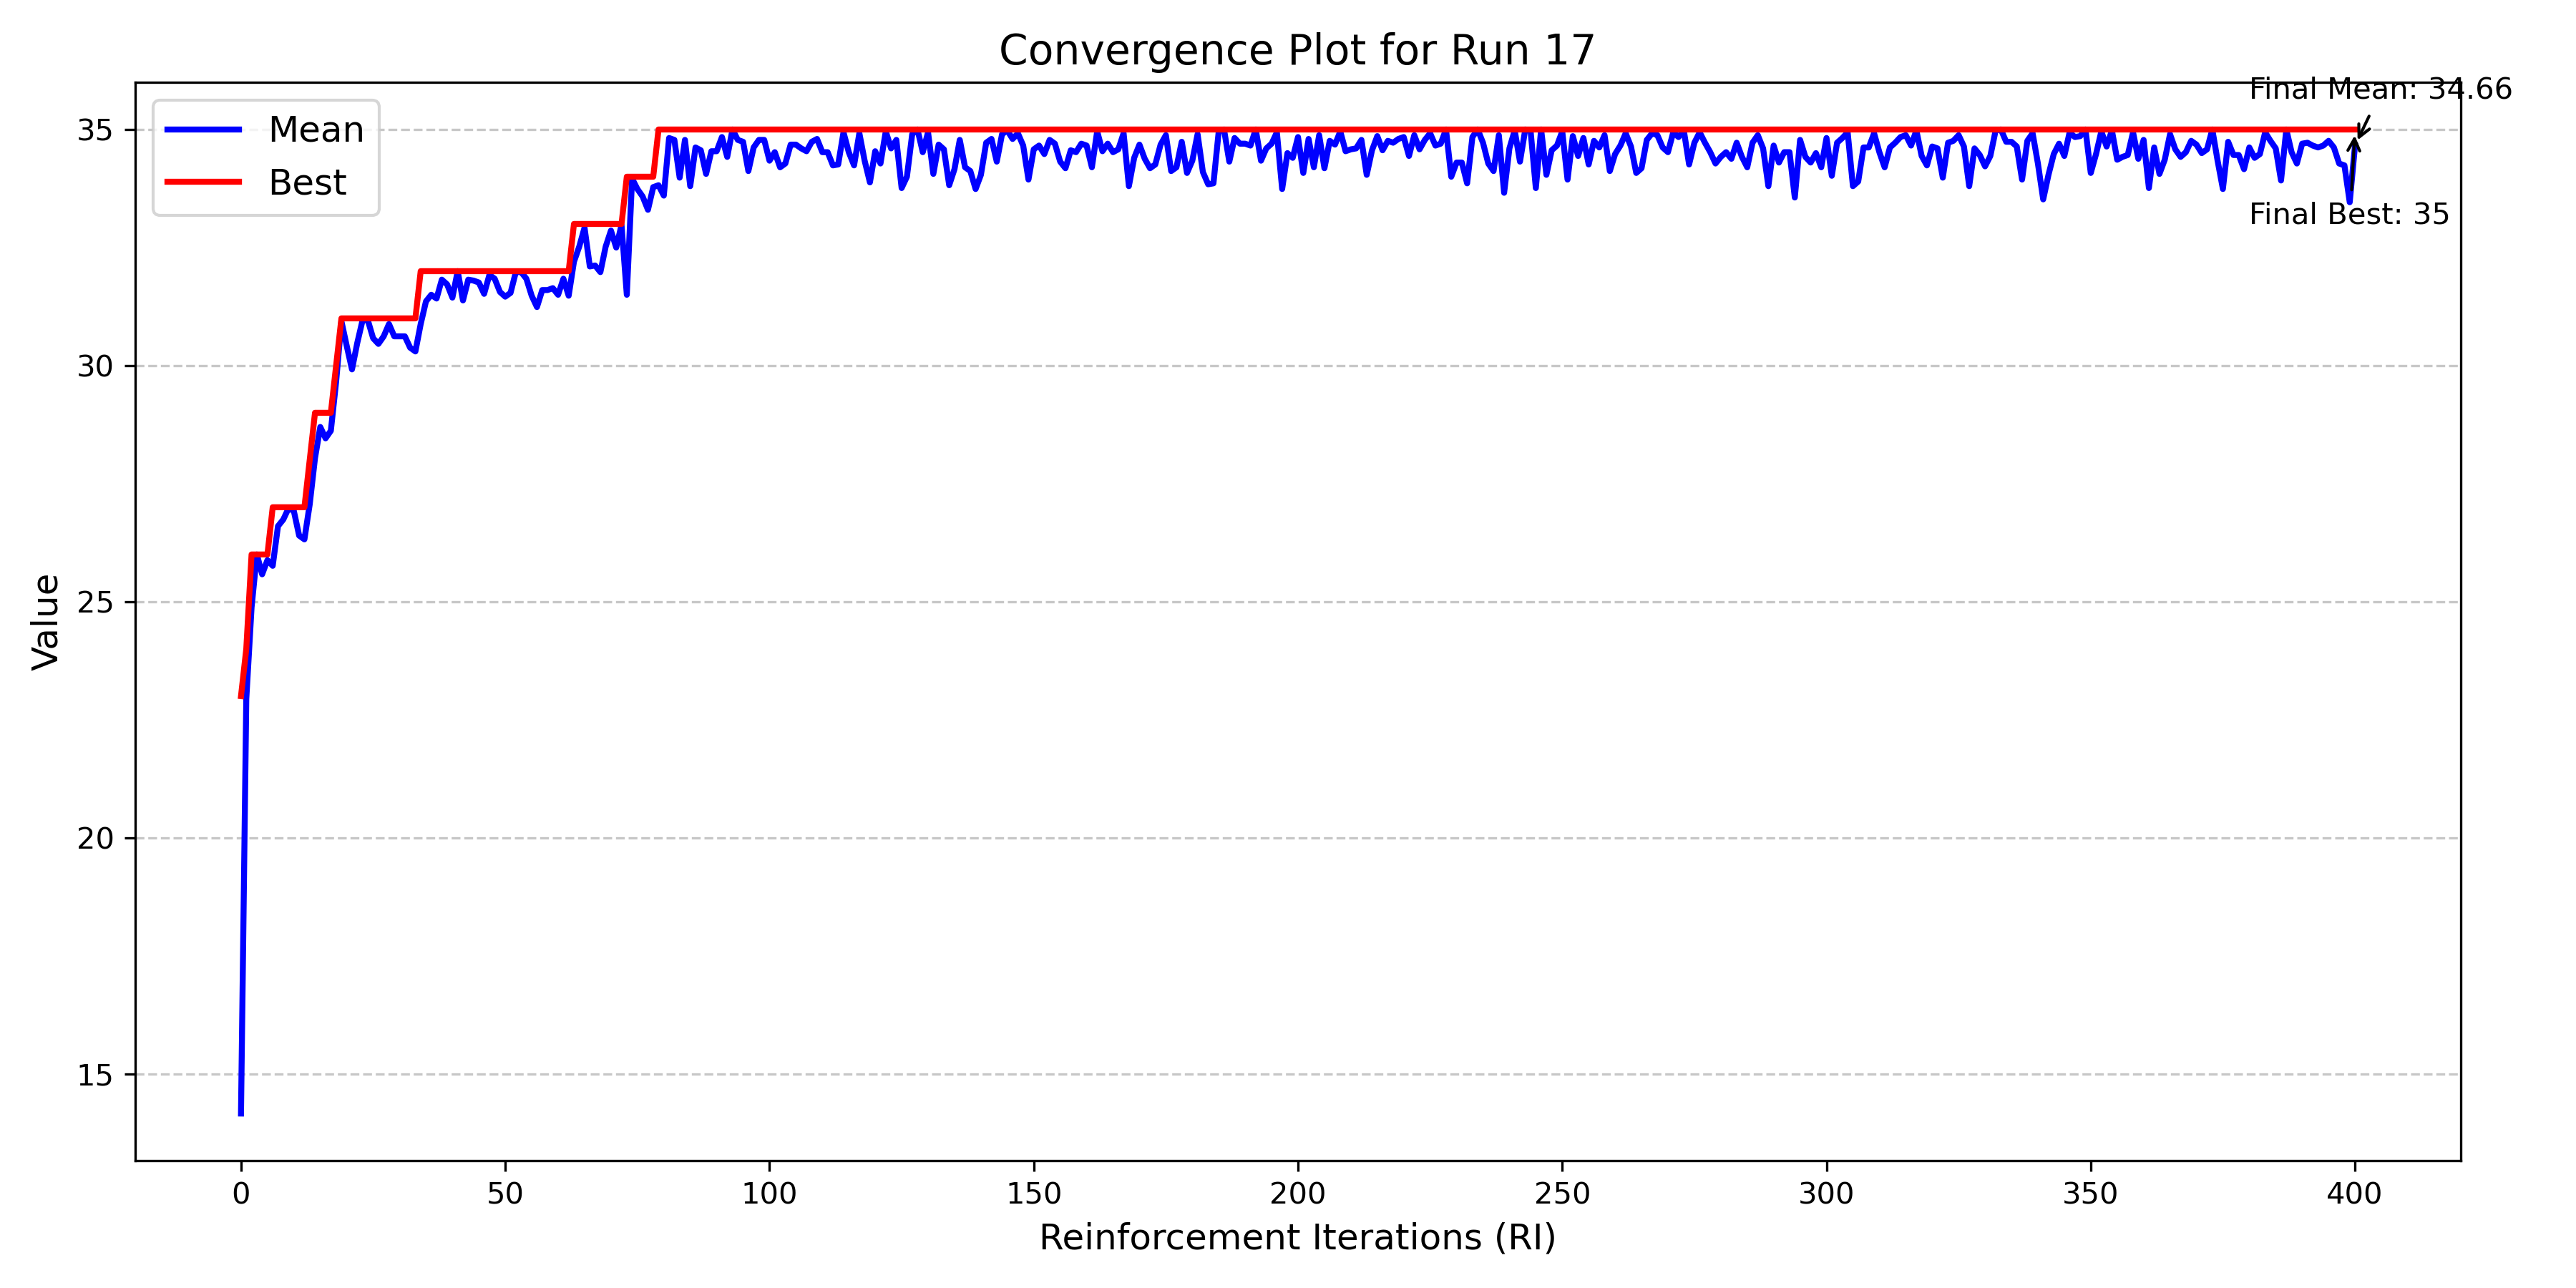 Convergence Plot for Run 17
Final Mean: 34.66
Mean
Best
Final Best: 35
35
30
25
20
15
Value
0 50 100 150 200 250 300 350 400
Reinforcement Iterations (RI)